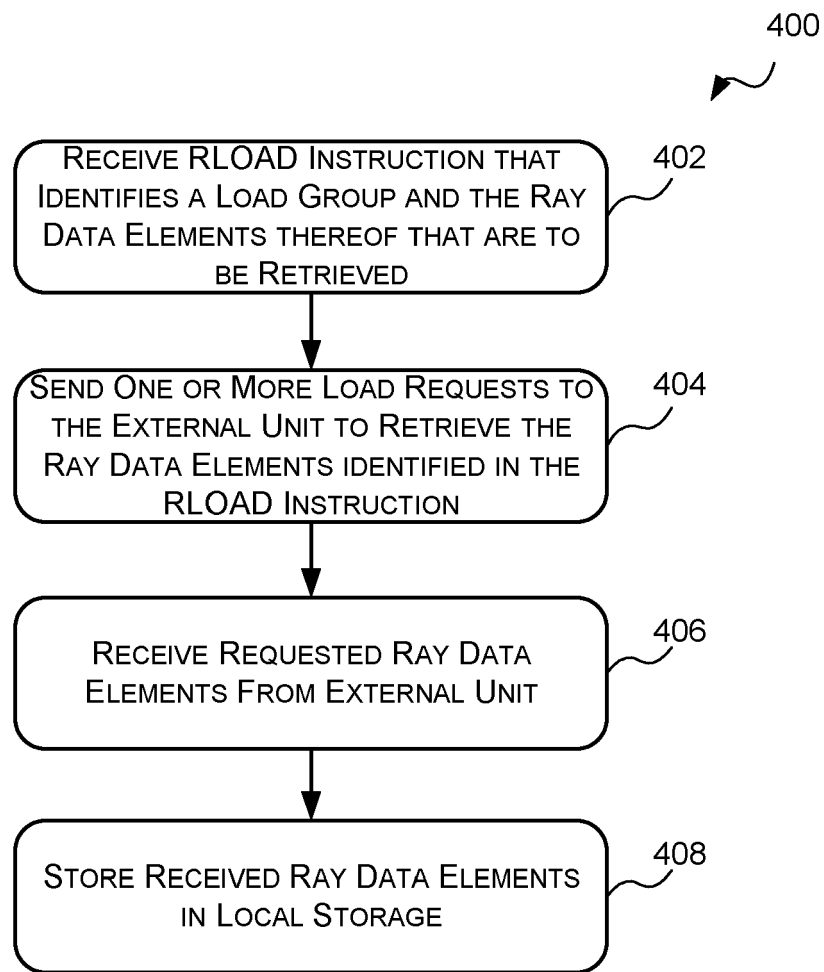 400
RECEIVE RLOAD INSTRUCTION THAT
IDENTIFIES A LOAD GROUP AND THE RAY
DATA ELEMENTS THEREOF THAT ARE TO
BE RETRIEVED
402
SEND ONE OR MORE LOAD REQUESTS TO
THE EXTERNAL UNIT TO RETRIEVE THE
RAY DATA ELEMENTS IDENTIFIED IN THE
RLOAD INSTRUCTION
404
RECEIVE REQUESTED RAY DATA
ELEMENTS FROM EXTERNAL UNIT
406
STORE RECEIVED RAY DATA ELEMENTS
IN LOCAL STORAGE
408